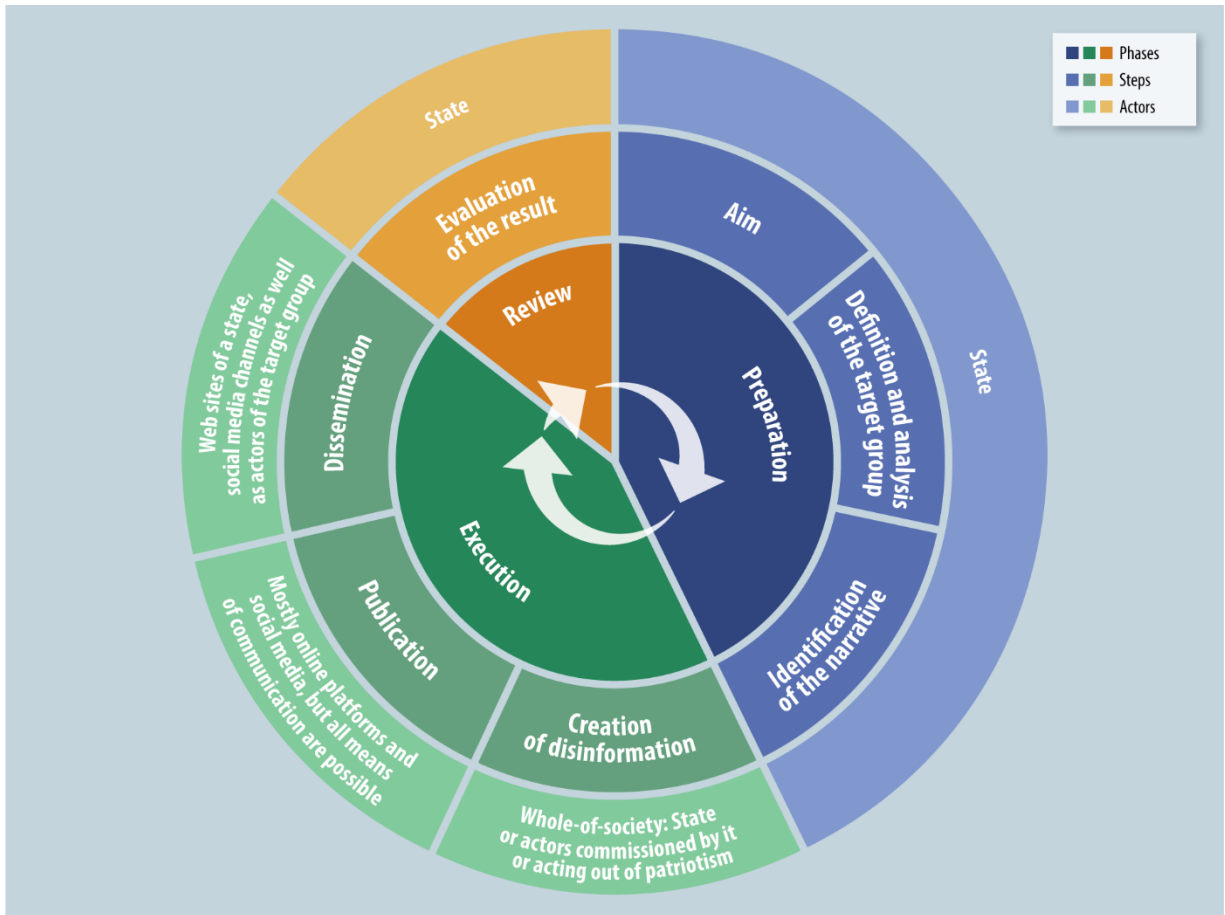 Phases
Steps
Actors
State
Aim
Definition and analysis
of the target group
Identification
of the narrative
Preparation
Whole-of-society: State
or actors commissioned by it
or acting out of patriotism
Creation
of disinformation
Mostly online platforms and
social media, but all means
of communication are possible
Publication
Web sites of a state,
social media channels as well
as actors of the target group
Dissemination
Execution
State
Evaluation
of the result
Review